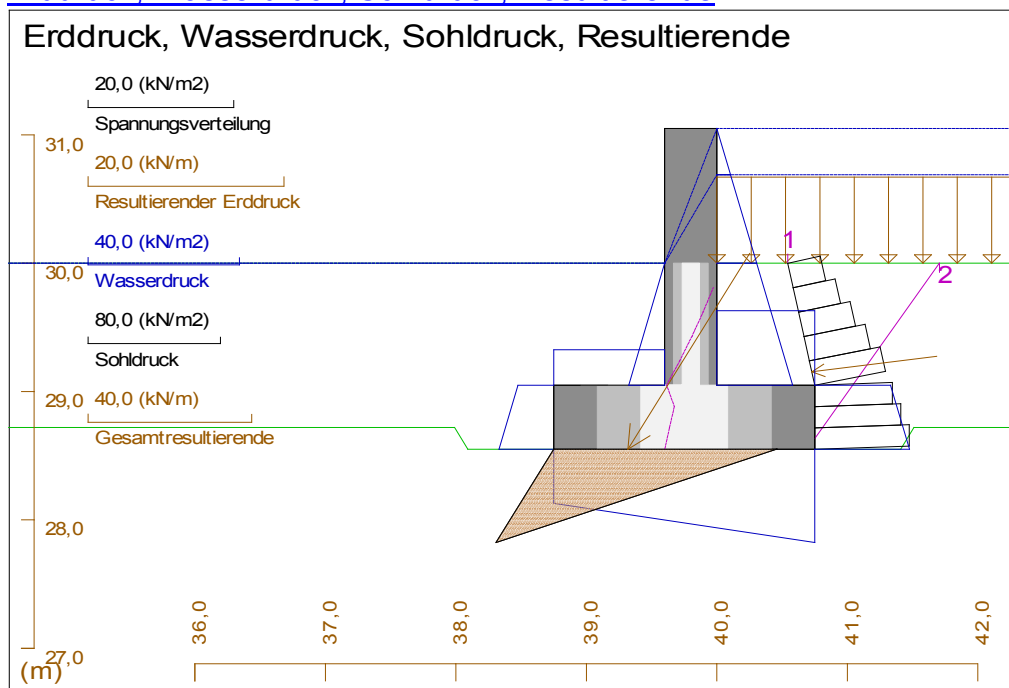 Erddruck, Wasserdruck, Sohldruck, Resultierende
20,0 (kN/m2)
Spannungsverteilung
31,0
20,0 (kN/m)
Resultierender Erddruck
1
40,0 (kN/m2)
30,0
2
Wasserdruck
80,0 (kN/m2)
Sohldruck
29,0
40,0 (kN/m)
Gesamtresultierende
28,0
36,0
37,0
38,0
39,0
40,0
41,0
42,0
27,0
(m)